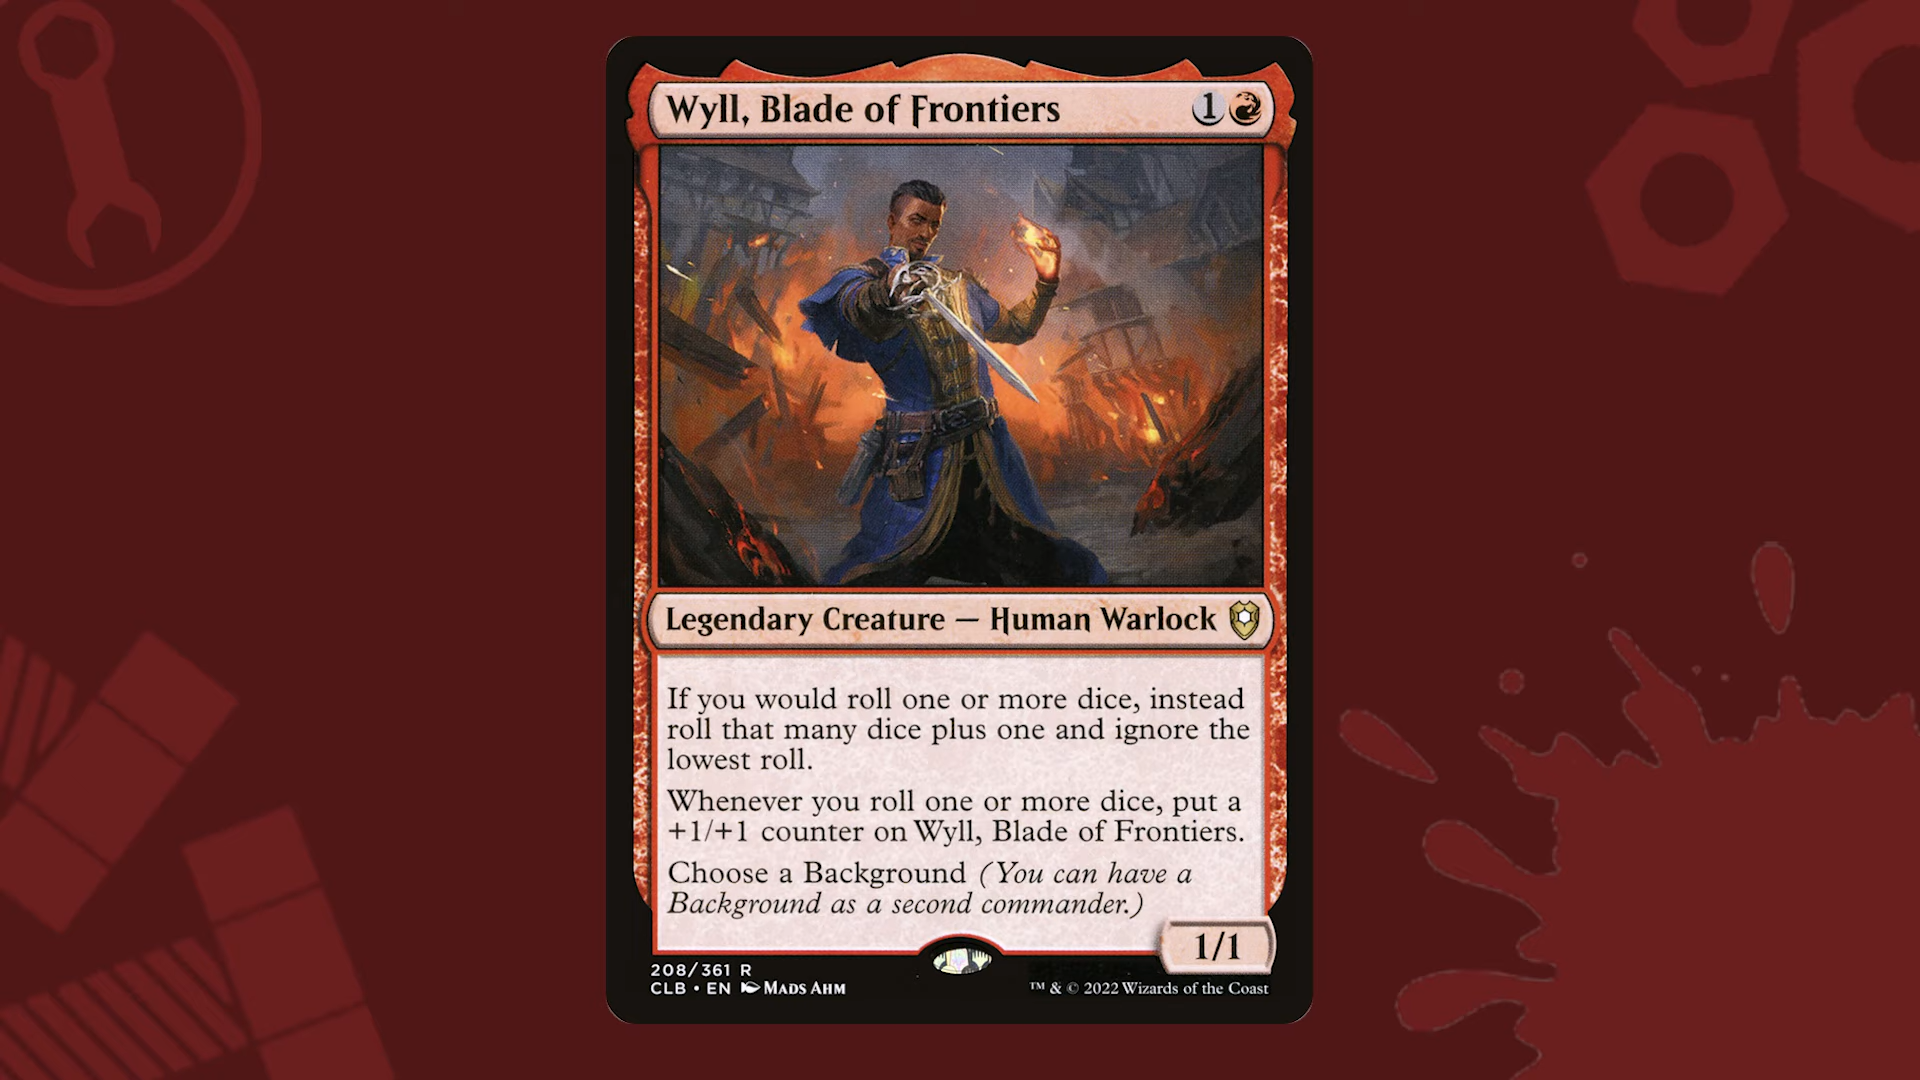 Wyll, Blade of Frontiers 1
Legendary Creature — Human Warlock
If you would roll one or more dice, instead
roll that many dice plus one and ignore the
lowest roll.
Whenever you roll one or more dice, put a
+1/+1 counter on Wyll, Blade of Frontiers.
Choose a Background (You can have a
Background as a second commander.)
1/1
208/361 R
CLB • EN Mads Ahm
™ & © 2022 Wizards of the Coast